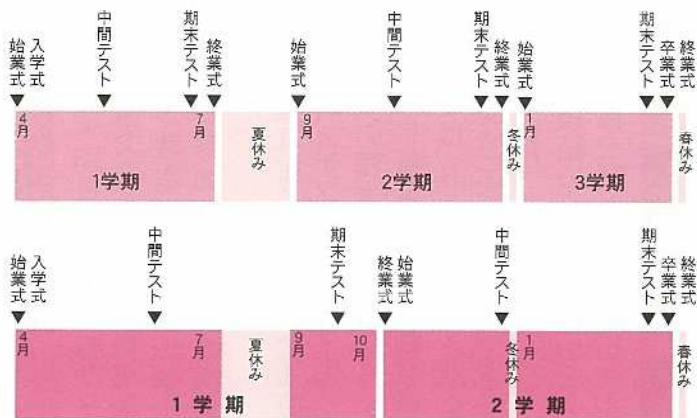 始業式
入学式
中間テスト
期末テスト
終業式
始業式
中間テスト
期末テスト
終業式
始業式
期末テスト
卒業式
終業式
4月
7月
夏休み
9月
冬休み
1月
春休み
1学期
2学期
3学期
始業式
入学式
中間テスト
期末テスト
終業式
始業式
中間テスト
期末テスト
卒業式
終業式
4月
7月
夏休み
9月
10月
冬休み
1月
春休み
1学期
2学期